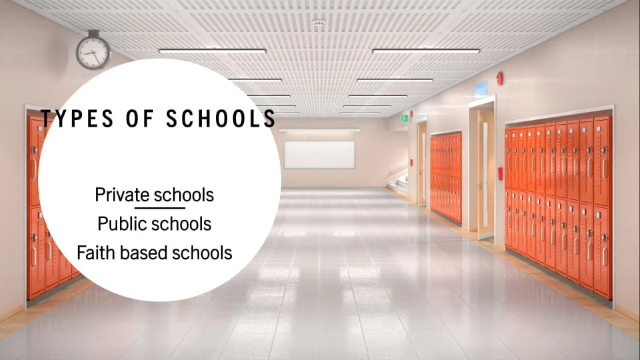 TYPES OF SCHOOLS
Private schools
Public schools
Faith based schools